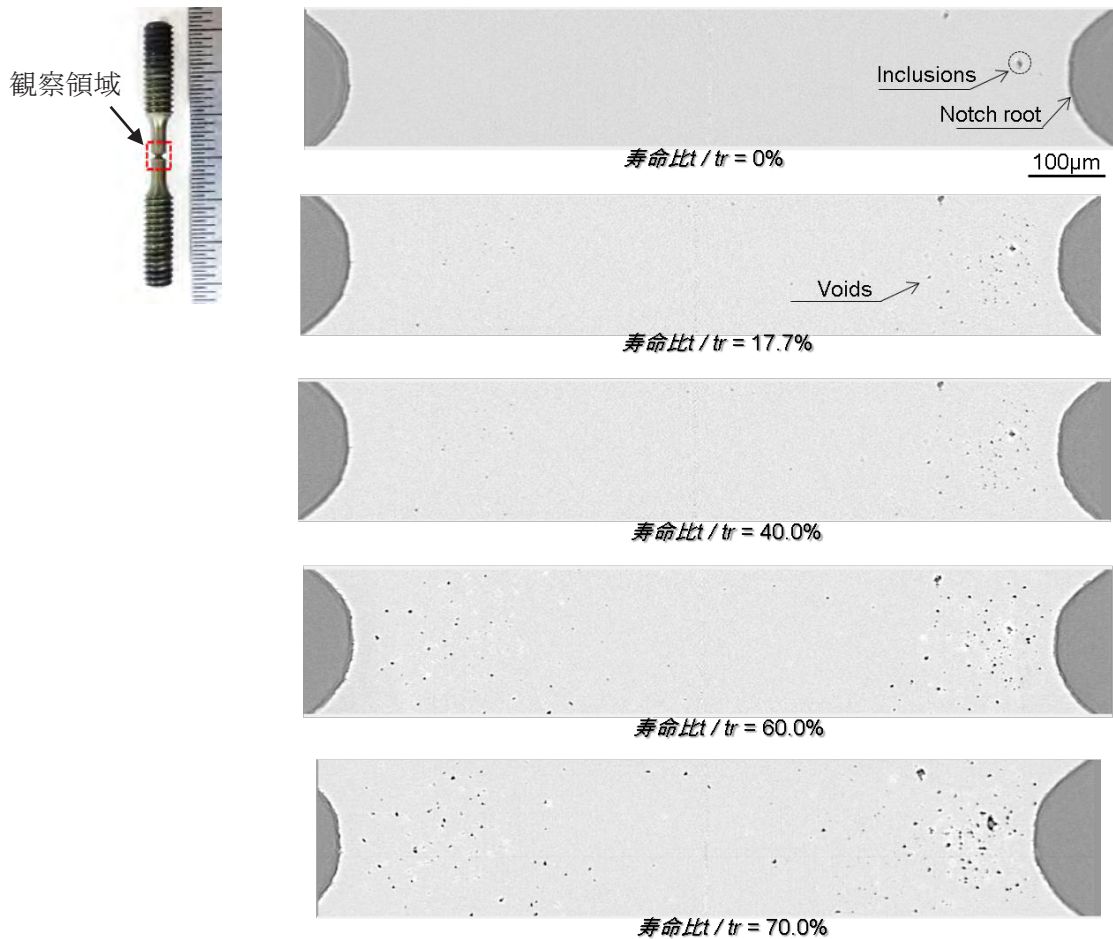 観察領域
Inclusions
Notch root
寿命比t / tr = 0%
100μm
Voids
寿命比t / tr = 17.7%
寿命比t / tr = 40.0%
寿命比t / tr = 60.0%
寿命比t / tr = 70.0%